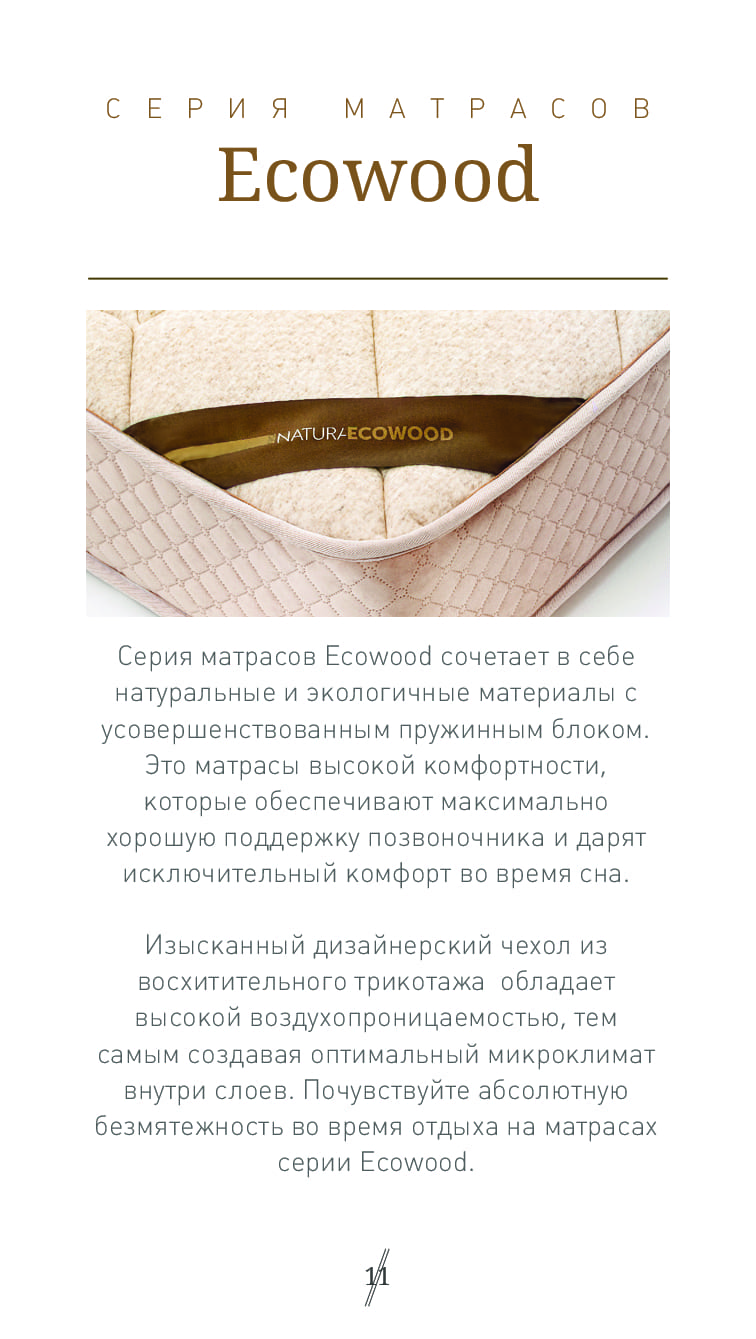 СЕРИЯ МАТРАСОВ
Ecowood
NATURA ECOWOOD
Серия матрасов Ecowood сочетает в себе
натуральные и экологичные материалы с
усовершенствованным пружинным блоком.
Это матрасы высокой комфортности,
которые обеспечивают максимально
хорошую поддержку позвоночника и дарят
исключительный комфорт во время сна.
Изысканный дизайнерский чехол из
восхитительного трикотажа обладает
высокой воздухопроницаемостью, тем
самым создавая оптимальный микроклимат
внутри слоев. Почувствуйте абсолютную
безмятежность во время отдыха на матрасах
серии Ecowood.
11